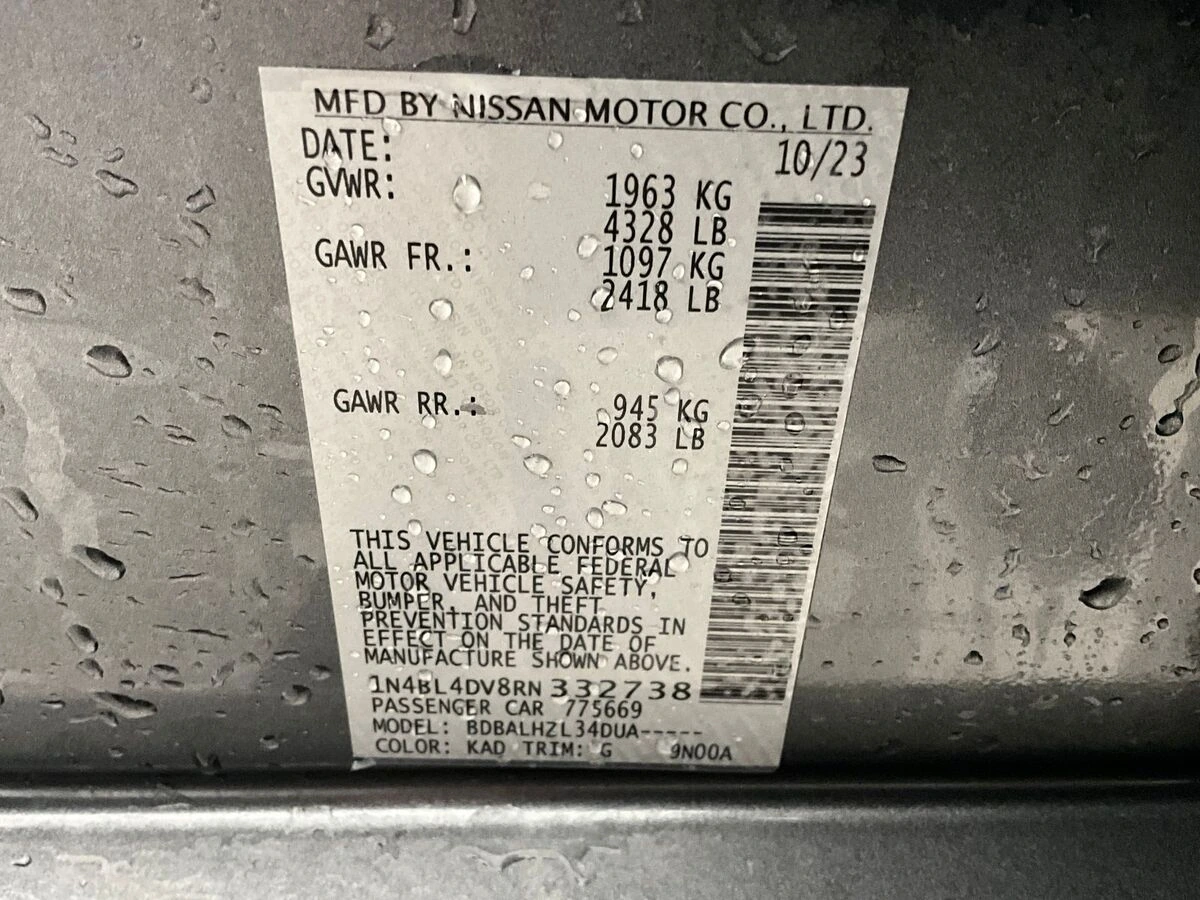 MFD BY NISSAN MOTOR CO., LTD.
DATE: 10/23
GVWR: 1963 KG
4328 LB
GAWR FR.: 1097 KG
2418 LB
GAWR RR.: 945 KG
2083 LB
THIS VEHICLE CONFORMS TO
ALL APPLICABLE FEDERAL
MOTOR VEHICLE SAFETY,
BUMPER, AND THEFT
PREVENTION STANDARDS IN
EFFECT ON THE DATE OF
MANUFACTURE SHOWN ABOVE.
1N4BL4DV8RN332738
PASSENGER CAR 775669
MODEL: BDBALHZL34DUA-----
COLOR: KAD TRIM: G 9N00A